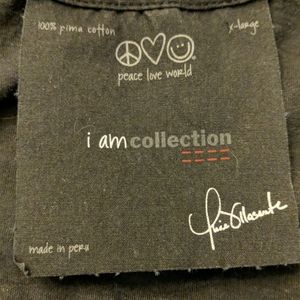 100% pima cotton
x-large
peace love world
i am collection
made in peru